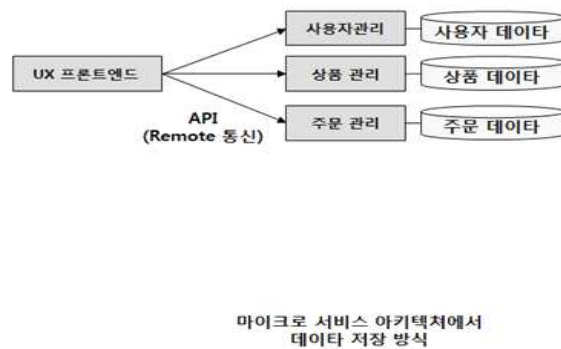 사용자관리
사용자 데이타
UX 프론트엔드
상품 관리
상품 데이타
API
(Remote 통신)
주문 관리
주문 데이타
마이크로 서비스 아키텍쳐에서
데이타 저장 방식